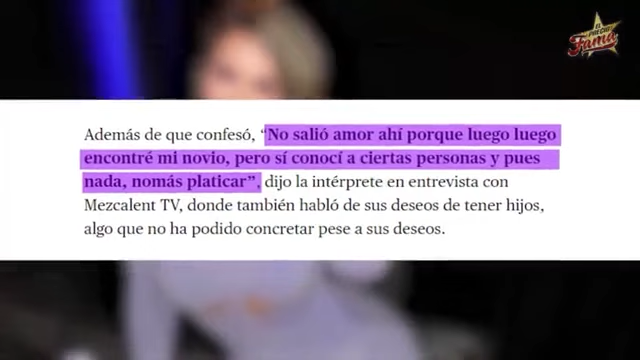 EL PRECIO
Fama
Además de que confesó, “No salió amor ahí porque luego luego
encontré mi novio, pero sí conocí a ciertas personas y pues
nada, nomás platicar”, dijo la intérprete en entrevista con
Mezcalent TV, donde también habló de sus deseos de tener hijos,
algo que no ha podido concretar pese a sus deseos.